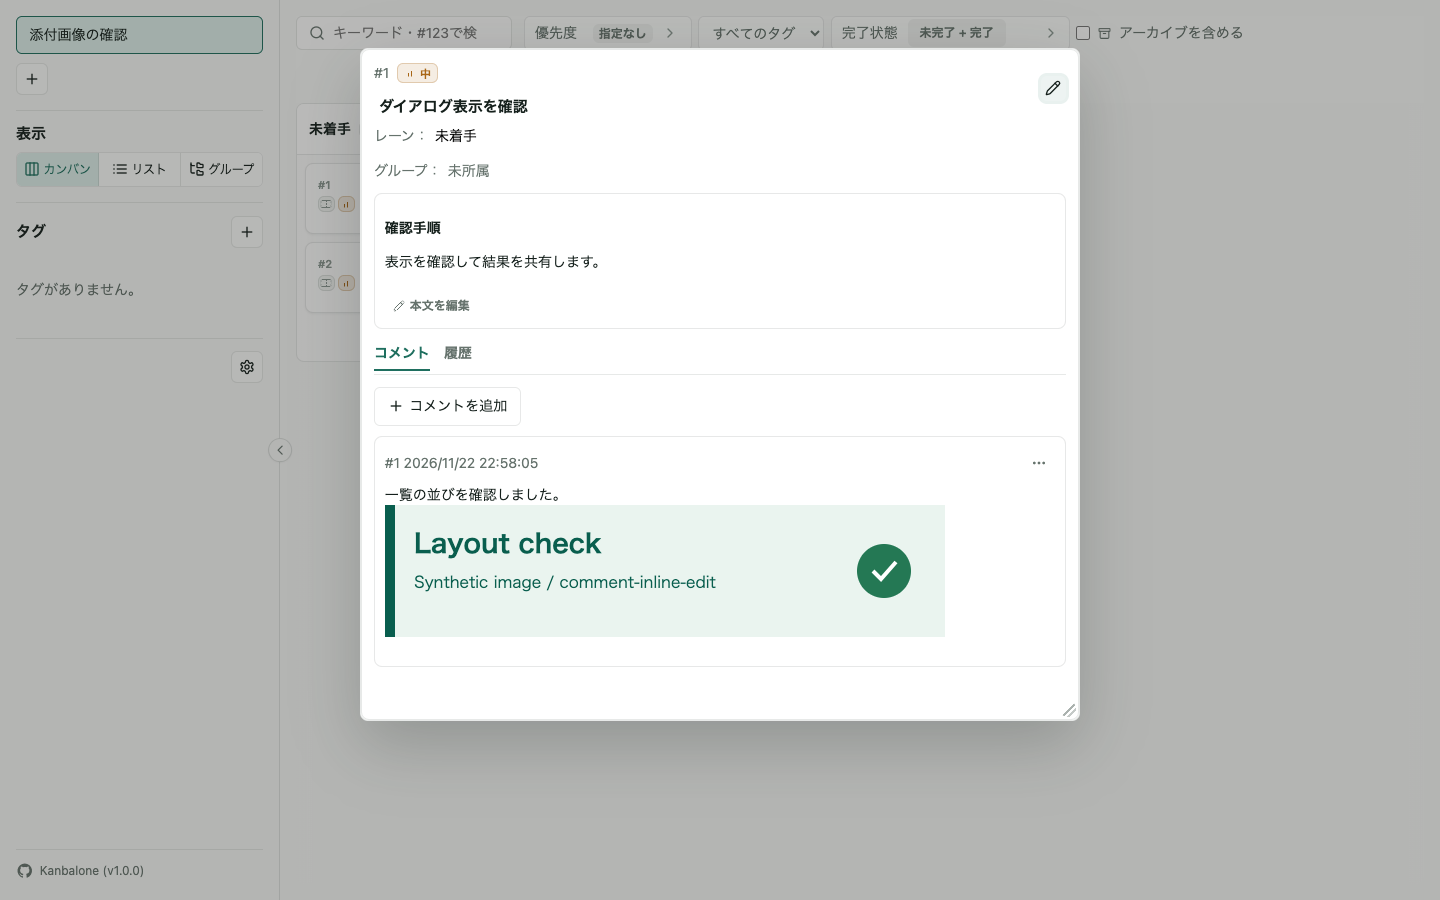 添付画像の確認
キーワード・#123で検
優先度 指定なし
すべてのタグ
完了状態 未完了 + 完了
アーカイブを含める
表示
カンバン
リスト
グループ
タグ
タグがありません。
Kanbalone (v1.0.0)
未着手
#1
#2
#1 中
ダイアログ表示を確認
レーン： 未着手
グループ： 未所属
確認手順
表示を確認して結果を共有します。
本文を編集
コメント 履歴
コメントを追加
#1 2026/11/22 22:58:05
一覧の並びを確認しました。
Layout check
Synthetic image / comment-inline-edit